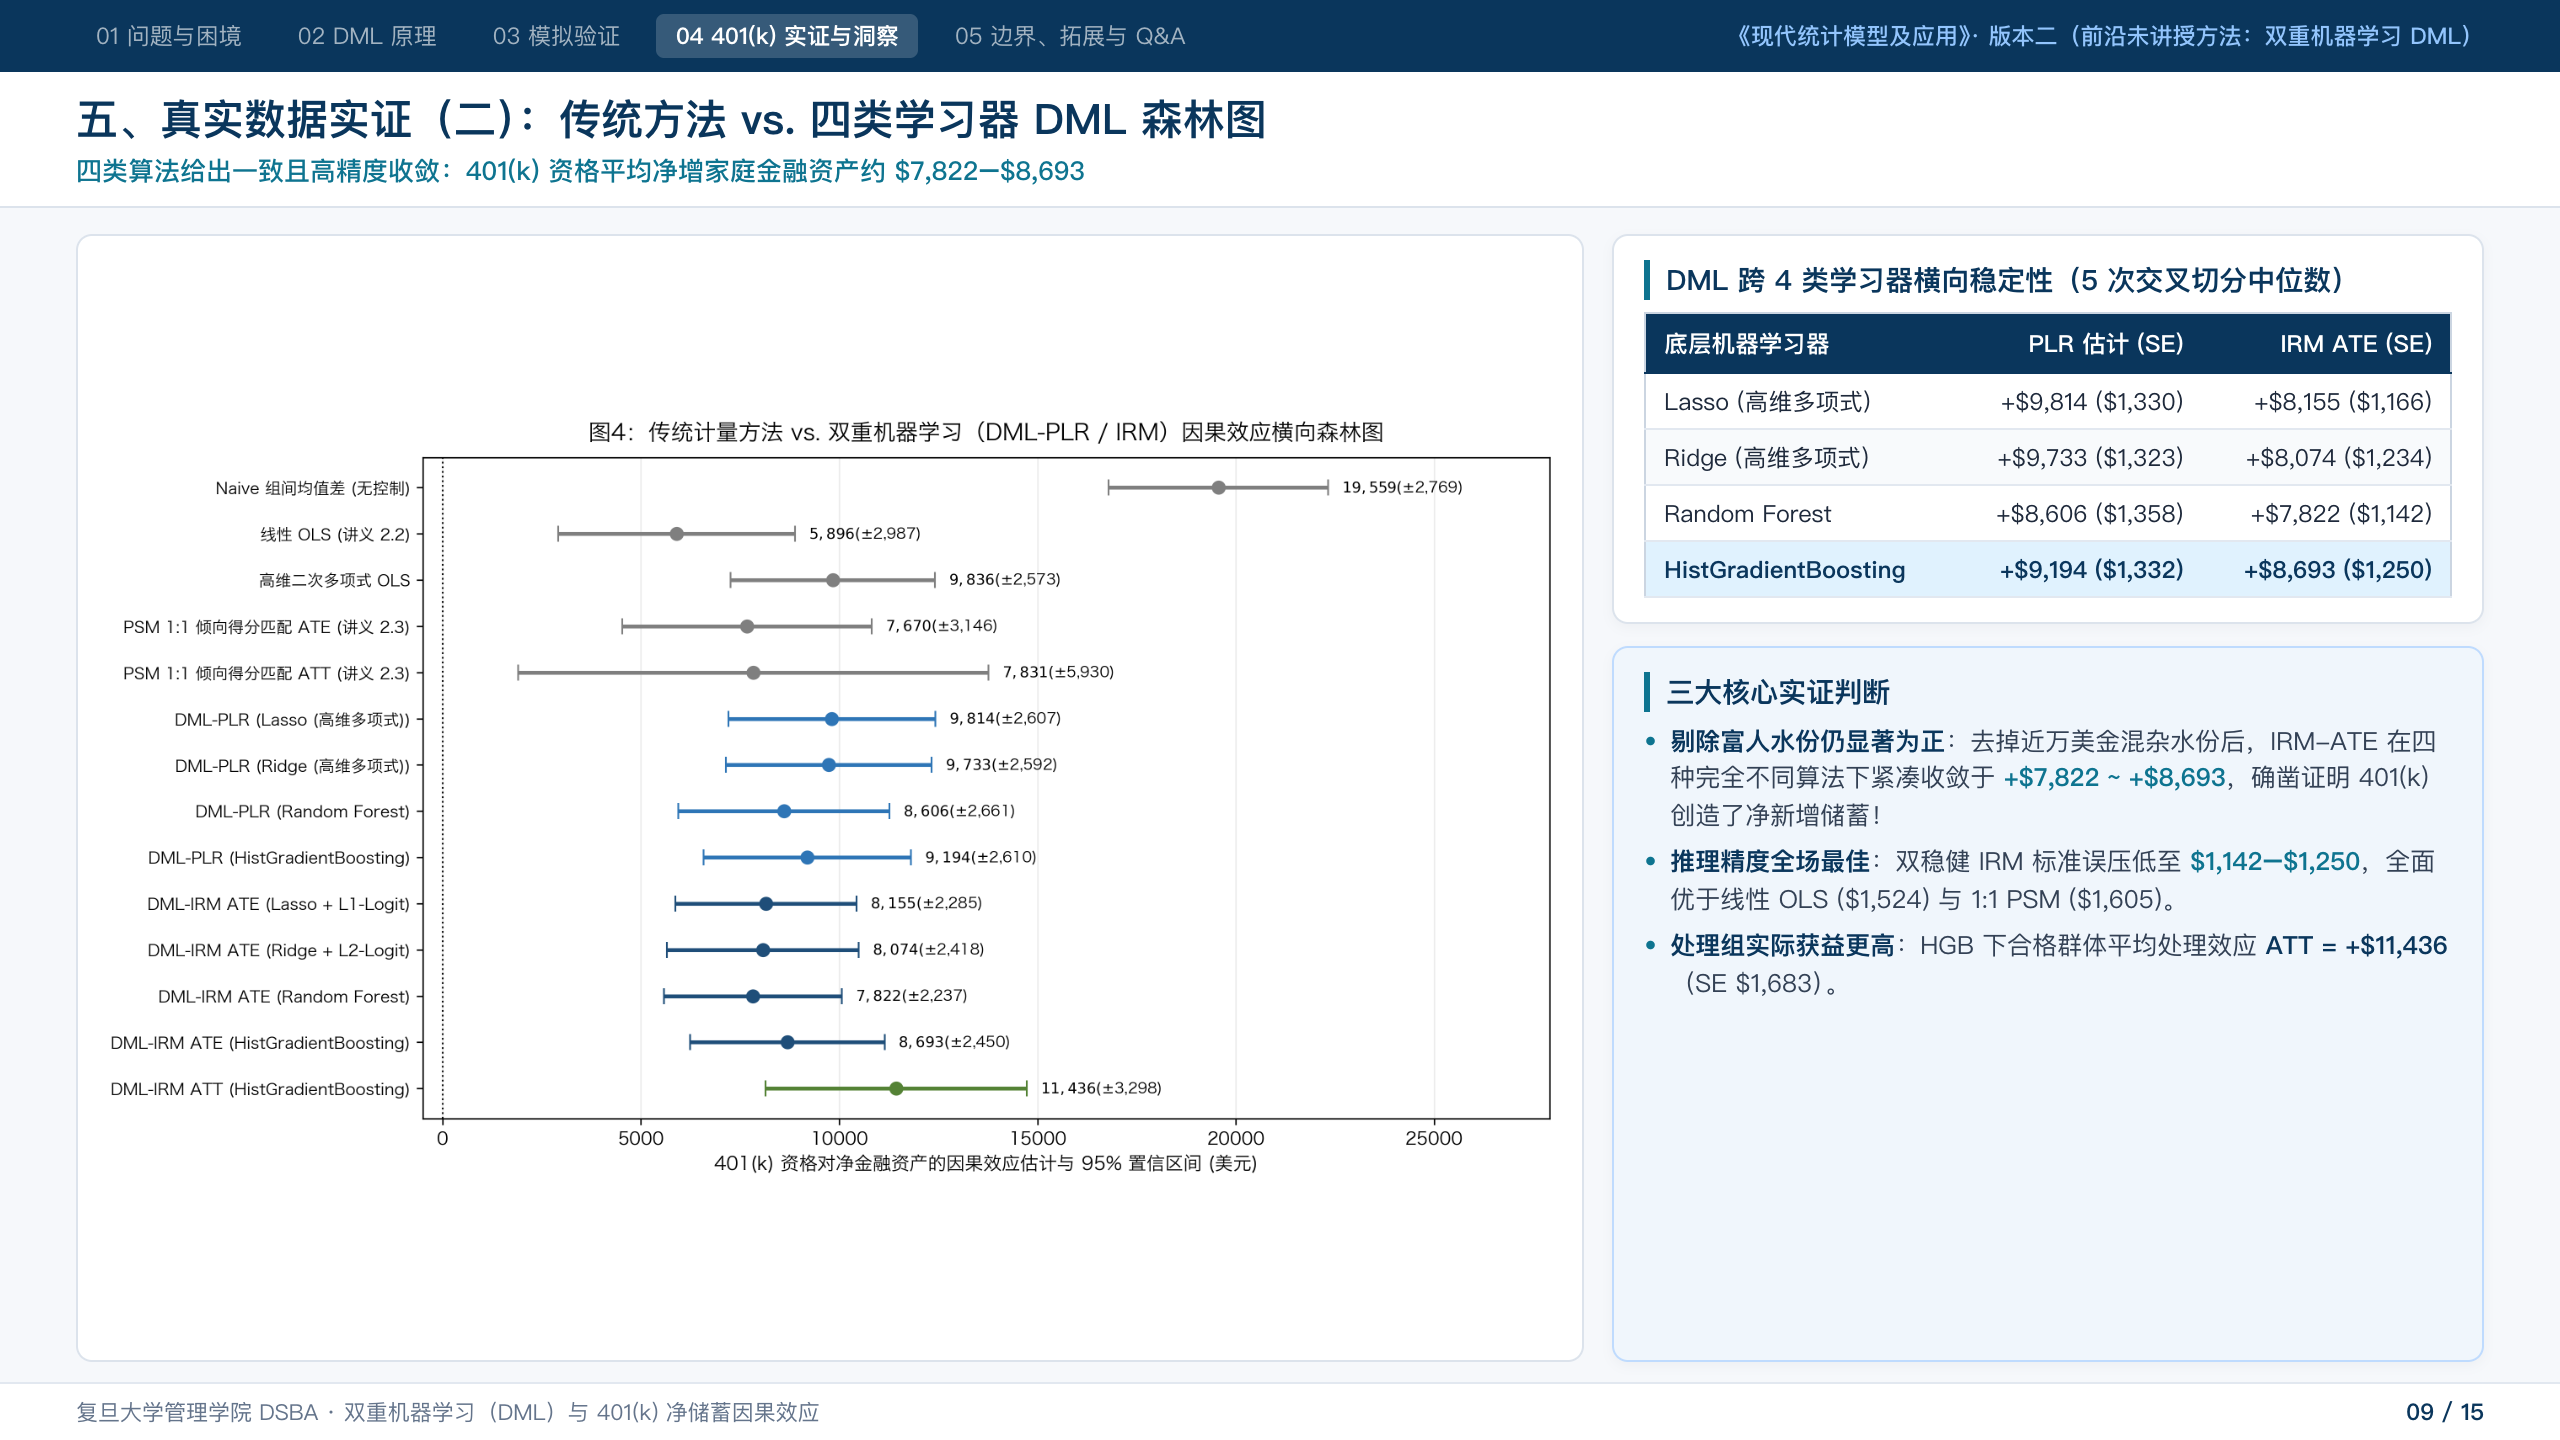 01 问题与困境
02 DML 原理
03 模拟验证
04 401(k) 实证与洞察
05 边界、拓展与 Q&A
《现代统计模型及应用》· 版本二（前沿未讲授方法：双重机器学习 DML）
五、真实数据实证（二）：传统方法 vs. 四类学习器 DML 森林图
四类算法给出一致且高精度收敛：401(k) 资格平均净增家庭金融资产约 $7,822—$8,693
图4：传统计量方法 vs. 双重机器学习（DML-PLR / IRM）因果效应横向森林图
Naive 组间均值差 (无控制) 19,559(±2,769)
线性 OLS (讲义 2.2) 5,896(±2,987)
高维二次多项式 OLS 9,836(±2,573)
PSM 1:1 倾向得分匹配 ATE (讲义 2.3) 7,670(±3,146)
PSM 1:1 倾向得分匹配 ATT (讲义 2.3) 7,831(±5,930)
DML-PLR (Lasso (高维多项式)) 9,814(±2,607)
DML-PLR (Ridge (高维多项式)) 9,733(±2,592)
DML-PLR (Random Forest) 8,606(±2,661)
DML-PLR (HistGradientBoosting) 9,194(±2,610)
DML-IRM ATE (Lasso + L1-Logit) 8,155(±2,285)
DML-IRM ATE (Ridge + L2-Logit) 8,074(±2,418)
DML-IRM ATE (Random Forest) 7,822(±2,237)
DML-IRM ATE (HistGradientBoosting) 8,693(±2,450)
DML-IRM ATT (HistGradientBoosting) 11,436(±3,298)
0 5000 10000 15000 20000 25000
401(k) 资格对净金融资产的因果效应估计与 95% 置信区间 (美元)
DML 跨 4 类学习器横向稳定性（5 次交叉切分中位数）
底层机器学习器 PLR 估计 (SE) IRM ATE (SE)
Lasso (高维多项式) +$9,814 ($1,330) +$8,155 ($1,166)
Ridge (高维多项式) +$9,733 ($1,323) +$8,074 ($1,234)
Random Forest +$8,606 ($1,358) +$7,822 ($1,142)
HistGradientBoosting +$9,194 ($1,332) +$8,693 ($1,250)
三大核心实证判断
• 剔除富人水份仍显著为正：去掉近万美金混杂水份后，IRM-ATE 在四
种完全不同算法下紧凑收敛于 +$7,822 ~ +$8,693，确凿证明 401(k)
创造了净新增储蓄！
• 推理精度全场最佳：双稳健 IRM 标准误压低至 $1,142—$1,250，全面
优于线性 OLS ($1,524) 与 1:1 PSM ($1,605)。
• 处理组实际获益更高：HGB 下合格群体平均处理效应 ATT = +$11,436
（SE $1,683）。
复旦大学管理学院 DSBA · 双重机器学习（DML）与 401(k) 净储蓄因果效应
09 / 15